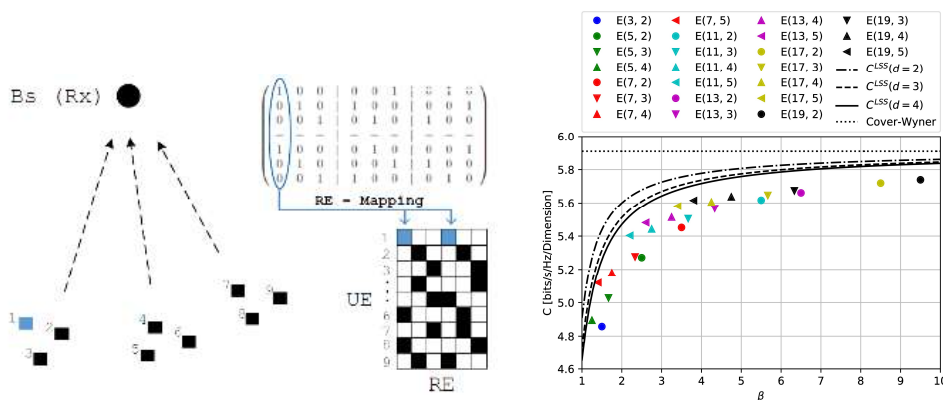 Bs (Rx)
RE - Mapping
UE
RE
1
2
3
4
5
6
7
8
9
1
2
3
6
7
8
9
E(3, 2)
E(5, 2)
E(5, 3)
E(5, 4)
E(7, 2)
E(7, 3)
E(7, 4)
E(7, 5)
E(11, 2)
E(11, 3)
E(11, 4)
E(11, 5)
E(13, 2)
E(13, 3)
E(13, 4)
E(13, 5)
E(17, 2)
E(17, 3)
E(17, 4)
E(17, 5)
E(19, 2)
E(19, 3)
E(19, 4)
E(19, 5)
C^LSS(d = 2)
C^LSS(d = 3)
C^LSS(d = 4)
Cover-Wyner
C [bits/s/Hz/Dimension]
6.0
5.8
5.6
5.4
5.2
5.0
4.8
4.6
1 2 3 4 5 6 7 8 9 10
β